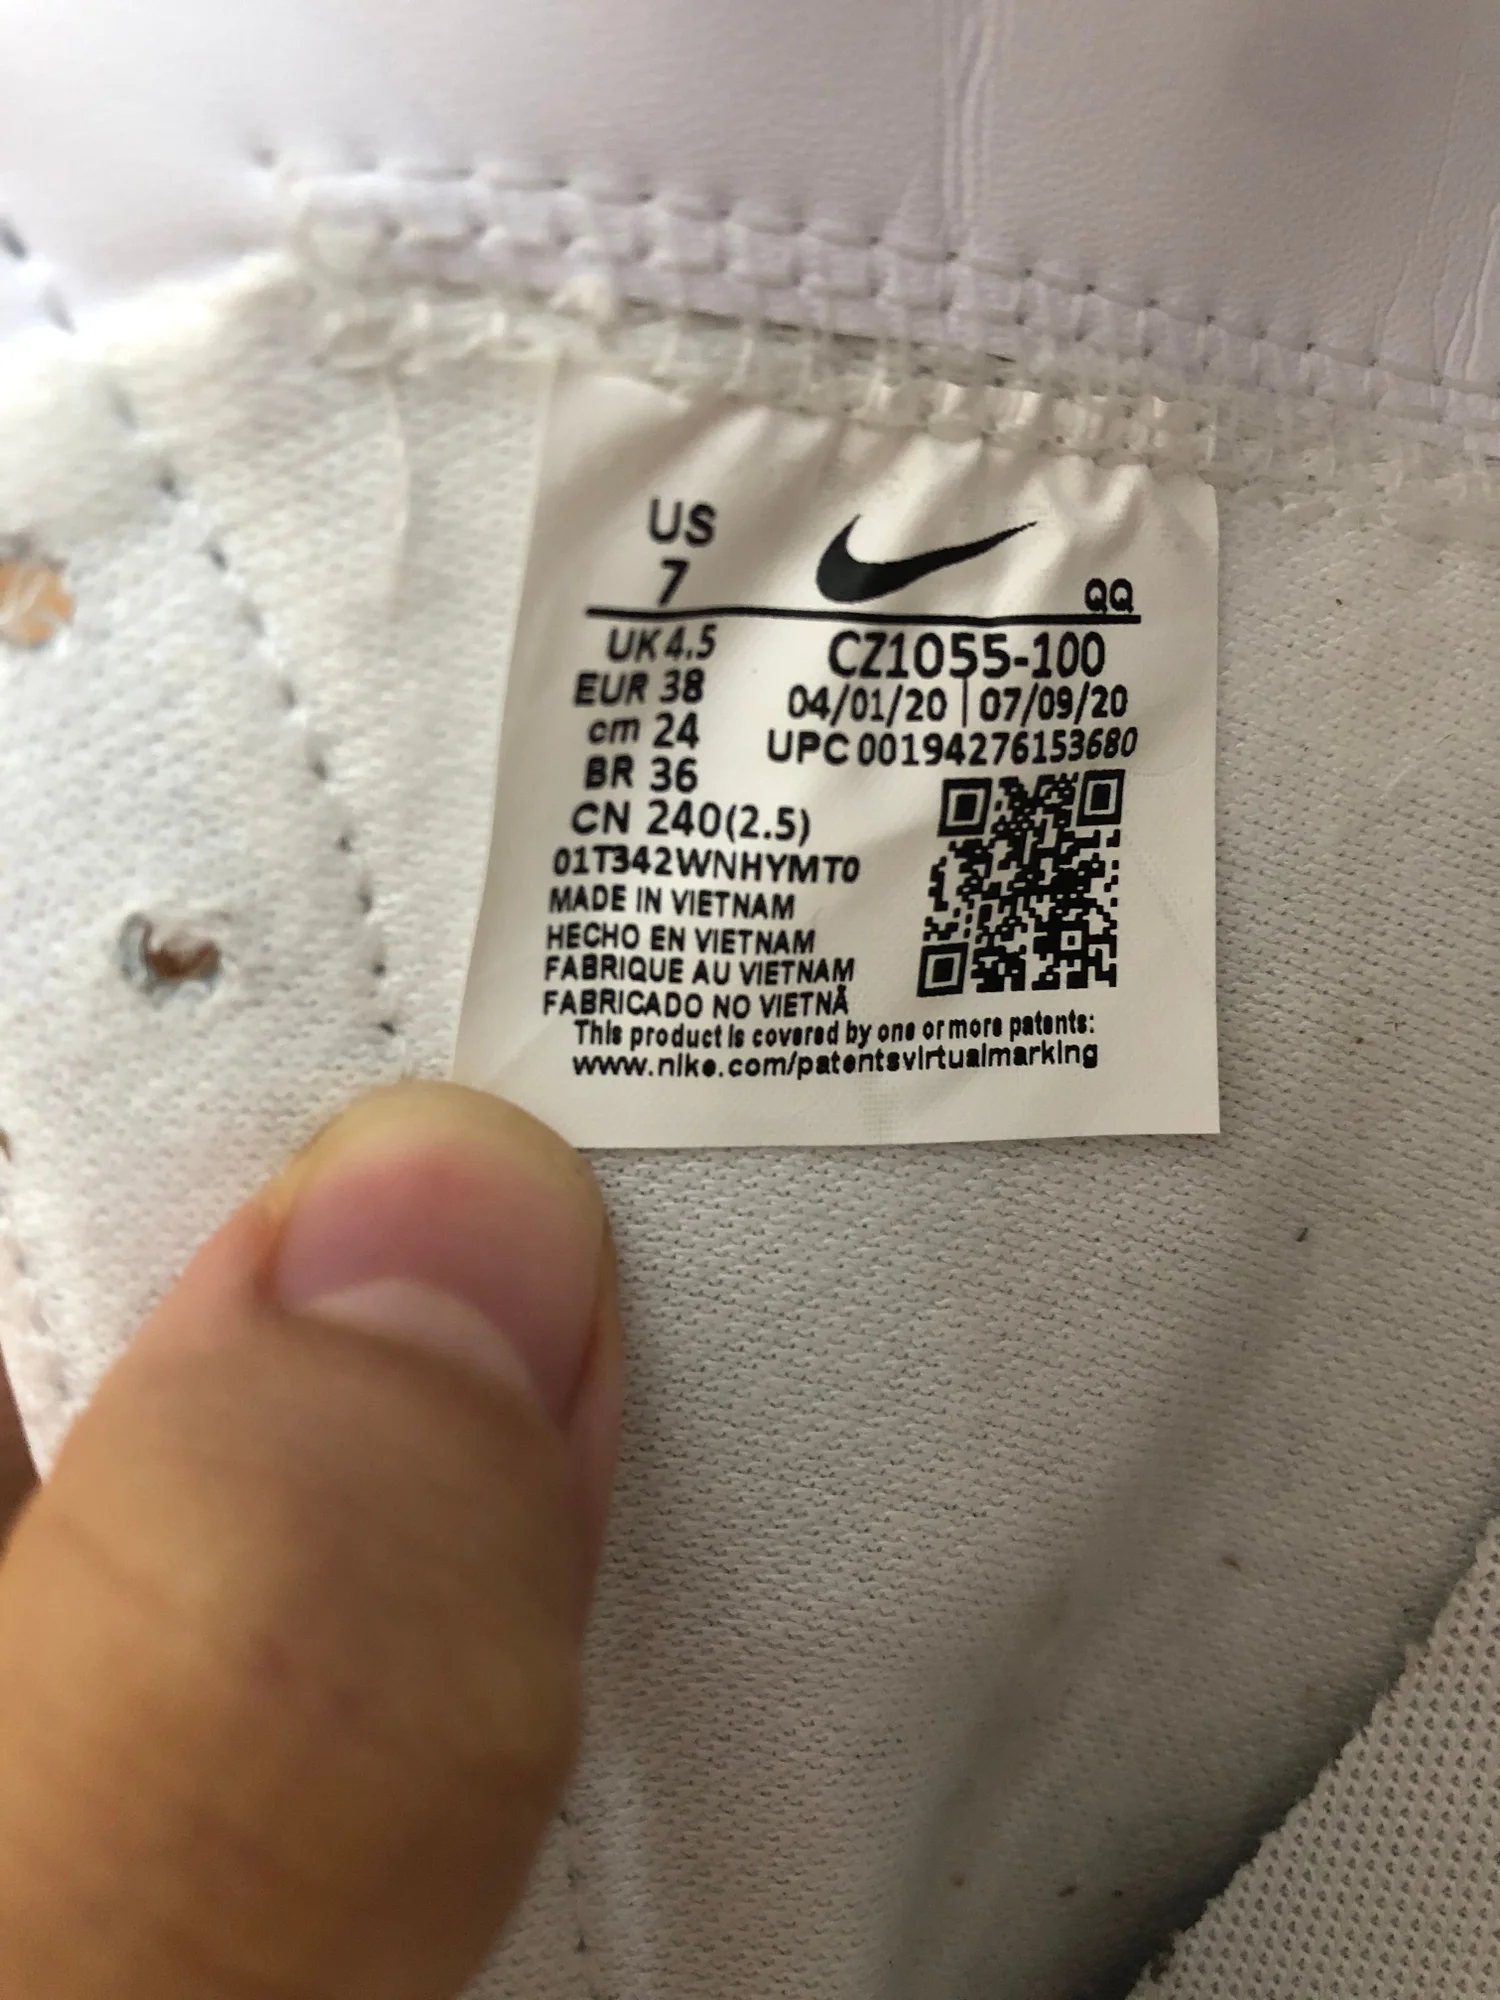 US
7
QQ
UK 4.5
CZ1055-100
EUR 38
04/01/20 | 07/09/20
cm 24
UPC 00194276153680
BR 36
CN 240(2.5)
01T342WNHYMT0
MADE IN VIETNAM
HECHO EN VIETNAM
FABRIQUE AU VIETNAM
FABRICADO NO VIETNÃ
This product is covered by one or more patents:
www.nike.com/patentsvirtualmarking